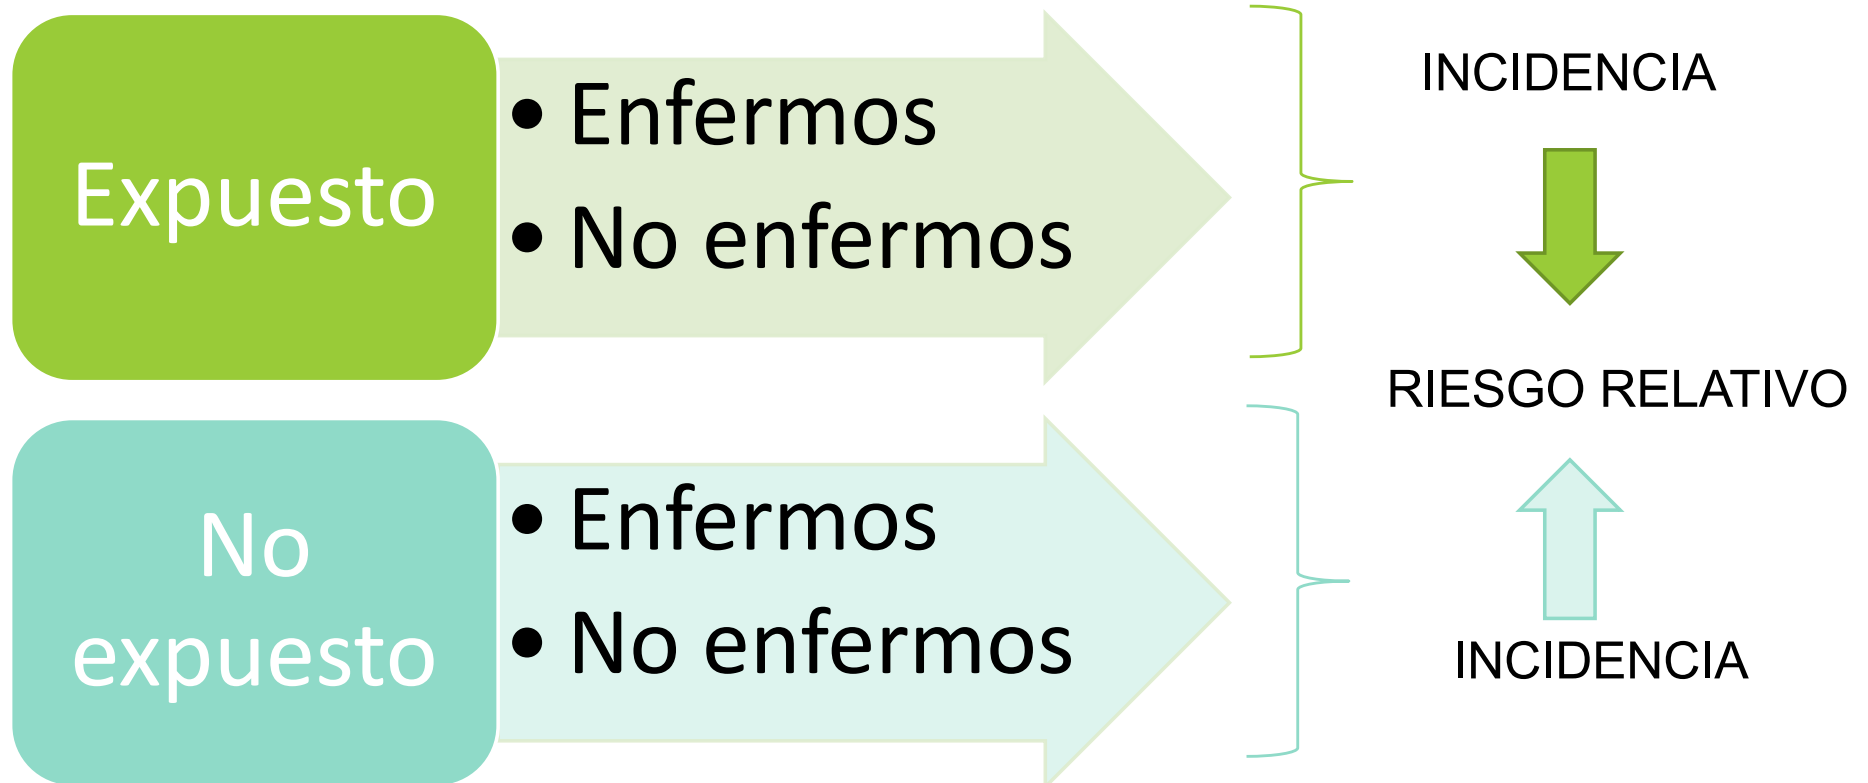 Expuesto
• Enfermos
• No enfermos
INCIDENCIA
RIESGO RELATIVO
No
expuesto
• Enfermos
• No enfermos
INCIDENCIA